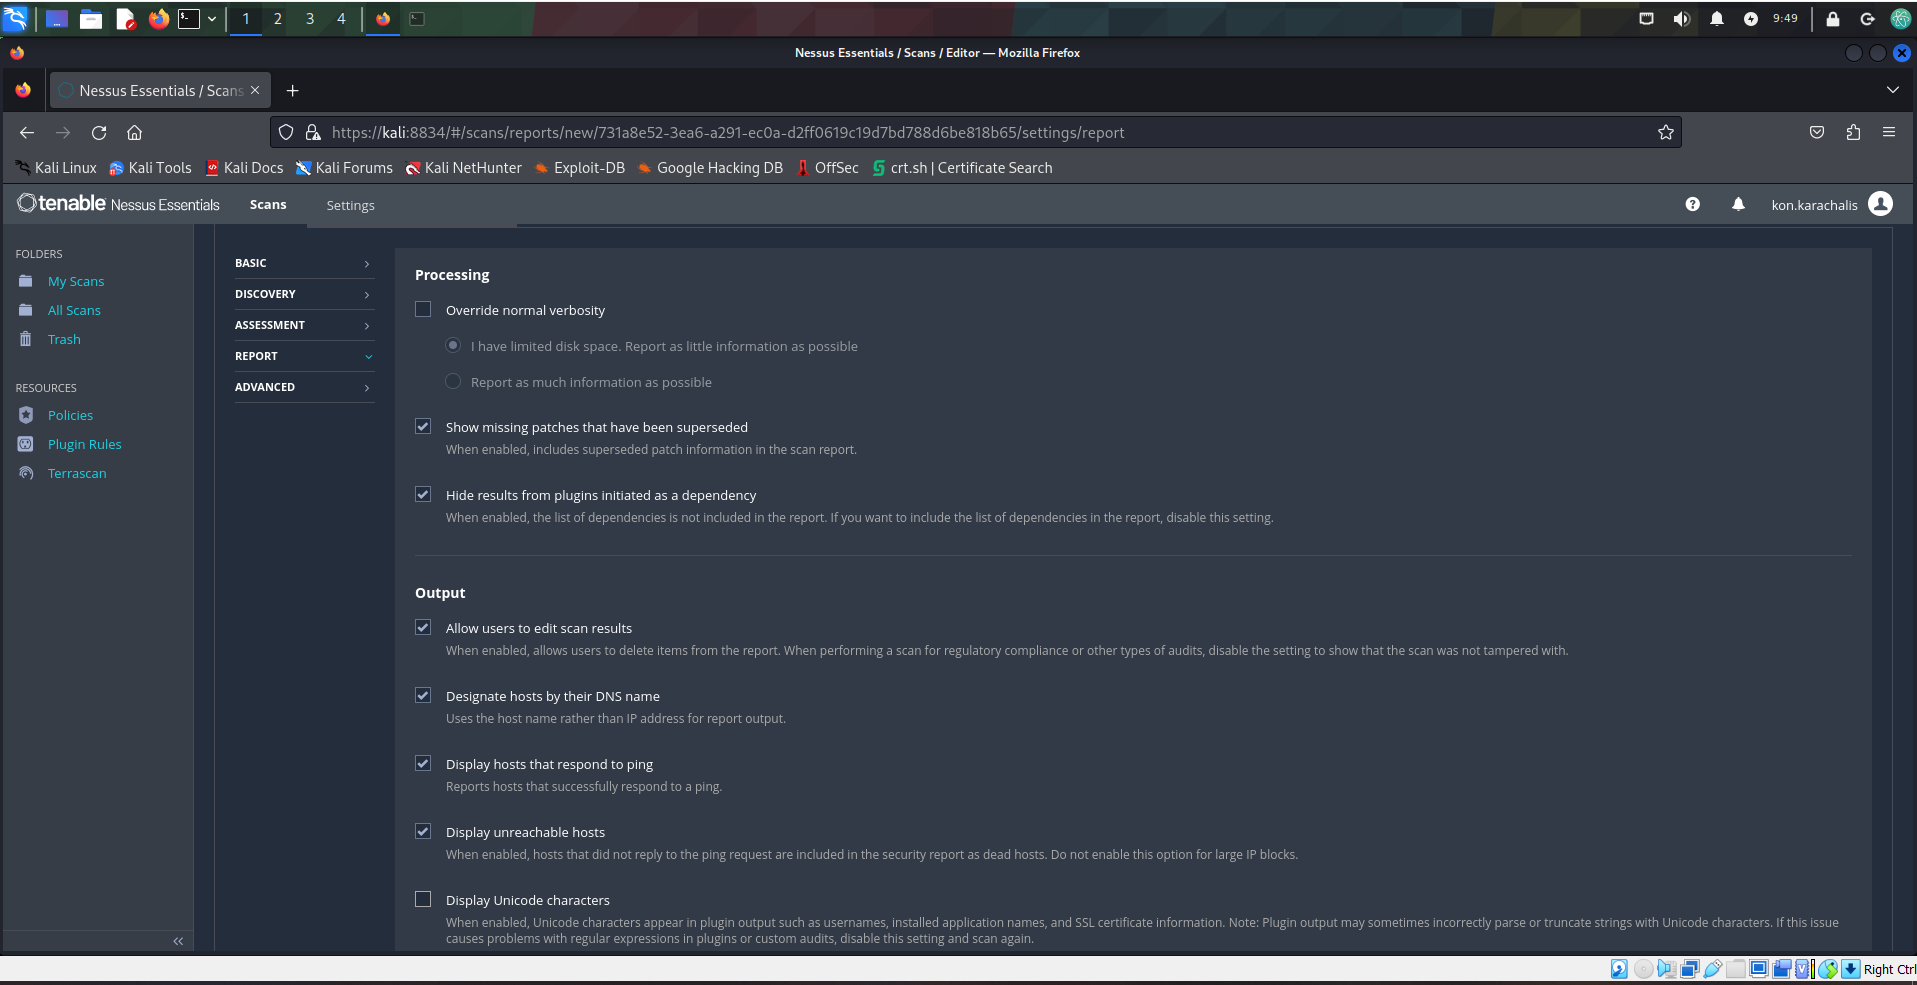 1 2 3 4
9:49
Nessus Essentials / Scans / Editor — Mozilla Firefox
Nessus Essentials / Scans
https://kali:8834/#/scans/reports/new/731a8e52-3ea6-a291-ec0a-d2ff0619c19d7bd788d6be818b65/settings/report
Kali Linux Kali Tools Kali Docs Kali Forums Kali NetHunter Exploit-DB Google Hacking DB OffSec crt.sh | Certificate Search
tenable Nessus Essentials Scans Settings kon.karachalis
FOLDERS
My Scans
All Scans
Trash
RESOURCES
Policies
Plugin Rules
Terrascan
BASIC
DISCOVERY
ASSESSMENT
REPORT
ADVANCED
Processing
Override normal verbosity
I have limited disk space. Report as little information as possible
Report as much information as possible
Show missing patches that have been superseded
When enabled, includes superseded patch information in the scan report.
Hide results from plugins initiated as a dependency
When enabled, the list of dependencies is not included in the report. If you want to include the list of dependencies in the report, disable this setting.
Output
Allow users to edit scan results
When enabled, allows users to delete items from the report. When performing a scan for regulatory compliance or other types of audits, disable the setting to show that the scan was not tampered with.
Designate hosts by their DNS name
Uses the host name rather than IP address for report output.
Display hosts that respond to ping
Reports hosts that successfully respond to a ping.
Display unreachable hosts
When enabled, hosts that did not reply to the ping request are included in the security report as dead hosts. Do not enable this option for large IP blocks.
Display Unicode characters
When enabled, Unicode characters appear in plugin output such as usernames, installed application names, and SSL certificate information. Note: Plugin output may sometimes incorrectly parse or truncate strings with Unicode characters. If this issue
causes problems with regular expressions in plugins or custom audits, disable this setting and scan again.
Right Ctrl